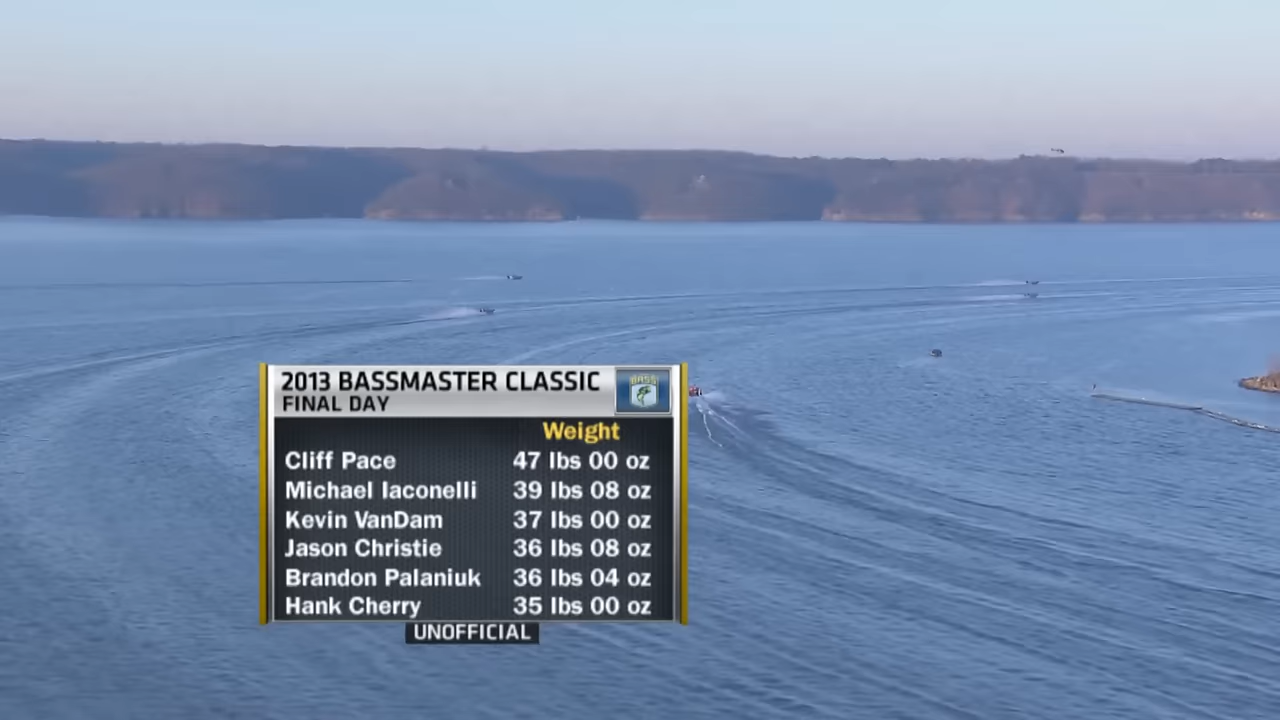 2013 BASSMASTER CLASSIC
FINAL DAY
BASS
Weight
Cliff Pace 47 lbs 00 oz
Michael Iaconelli 39 lbs 08 oz
Kevin VanDam 37 lbs 00 oz
Jason Christie 36 lbs 08 oz
Brandon Palaniuk 36 lbs 04 oz
Hank Cherry 35 lbs 00 oz
UNOFFICIAL